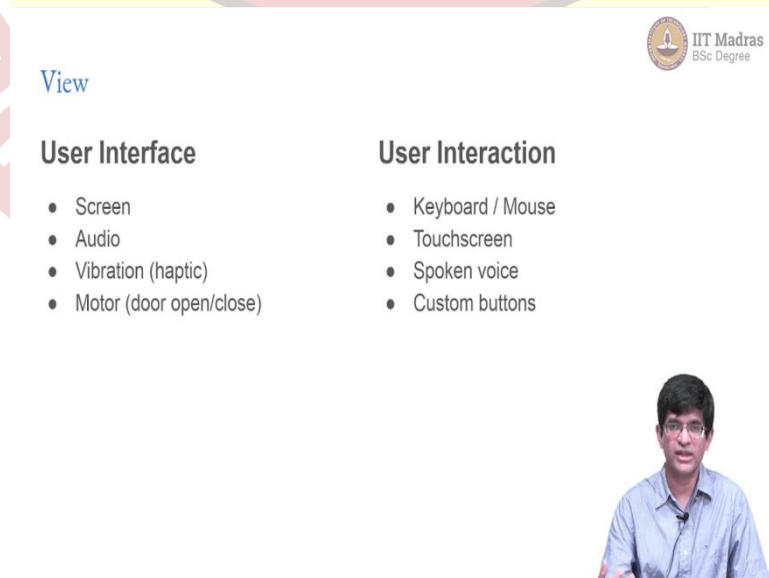 IIT Madras
BSc Degree
View
User Interface
● Screen
● Audio
● Vibration (haptic)
● Motor (door open/close)
User Interaction
● Keyboard / Mouse
● Touchscreen
● Spoken voice
● Custom buttons